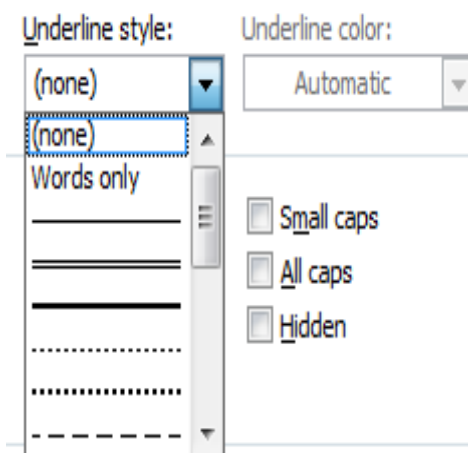 Underline style: Underline color:
(none) Automatic
(none)
Words only
Small caps
All caps
Hidden